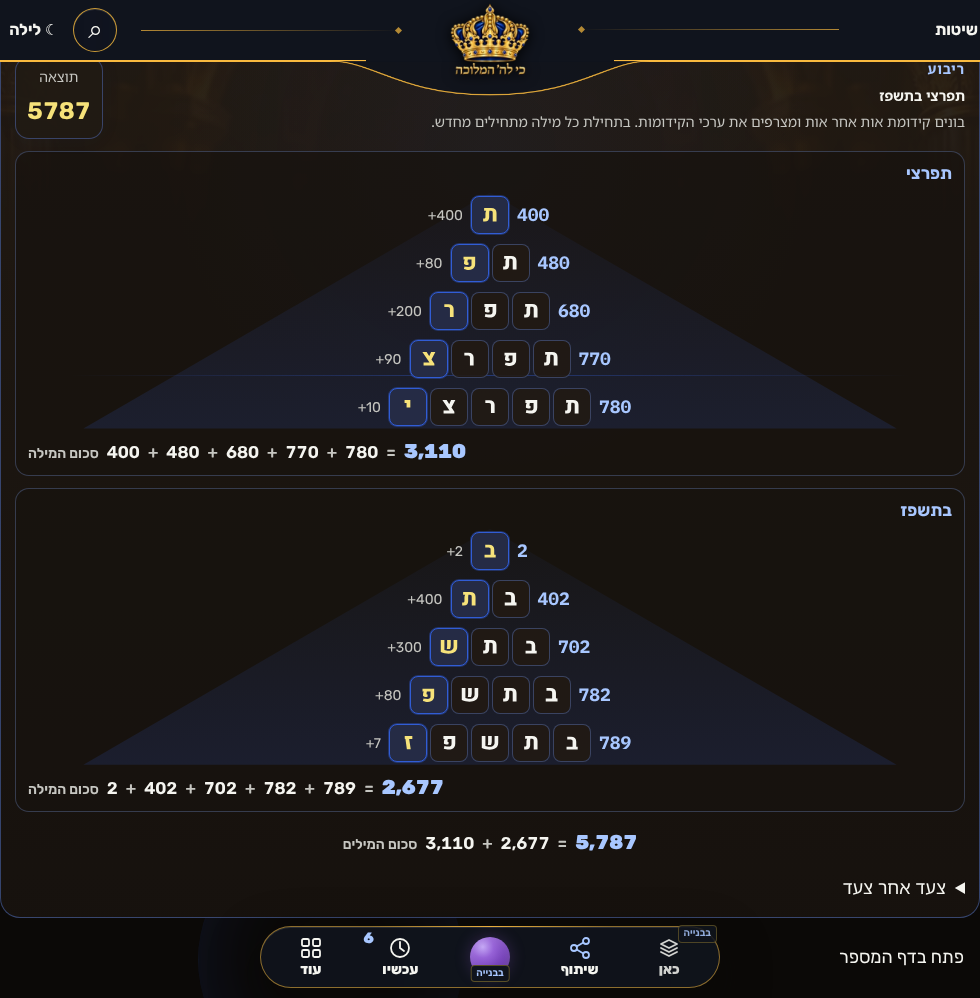 שיטות
☾ לילה
כי לה' המלוכה
ריבוע
תפרצי בתשפז
בונים קידומת אות אחר אות ומצרפים את ערכי הקידומות. בתחילת כל מילה מתחילים מחדש.
תוצאה
5787
תפרצי
400 ת +400
480 ת פ +80
680 ת פ ר +200
770 ת פ ר צ +90
780 ת פ ר צ י +10
סכום המילה 400 + 480 + 680 + 770 + 780 = 3,110
בתשפז
2 ב +2
402 ב ת +400
702 ב ת ש +300
782 ב ת ש פ +80
789 ב ת ש פ ז +7
סכום המילה 2 + 402 + 702 + 782 + 789 = 2,677
סכום המילים 3,110 + 2,677 = 5,787
◀ צעד אחר צעד
פתח בדף המספר
בבנייה
כאן
שיתוף
בבנייה
6
עכשיו
עוד